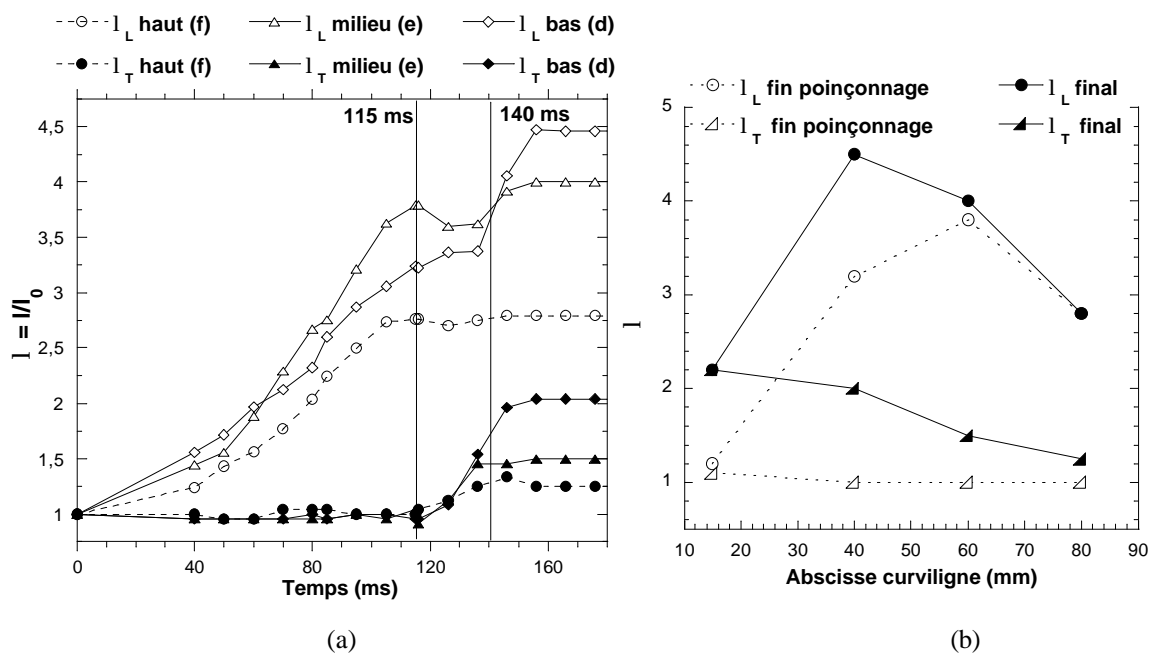 l L haut (f) l L milieu (e) l L bas (d)
l T haut (f) l T milieu (e) l T bas (d)
115 ms 140 ms
4,5
4
3,5
3
2,5
2
1,5
1
l = l/l0
0 40 80 120 160
Temps (ms)
(a)
l L fin poinçonnage l L final
l T fin poinçonnage l T final
5
4
3
2
1
l
10 20 30 40 50 60 70 80 90
Abscisse curviligne (mm)
(b)